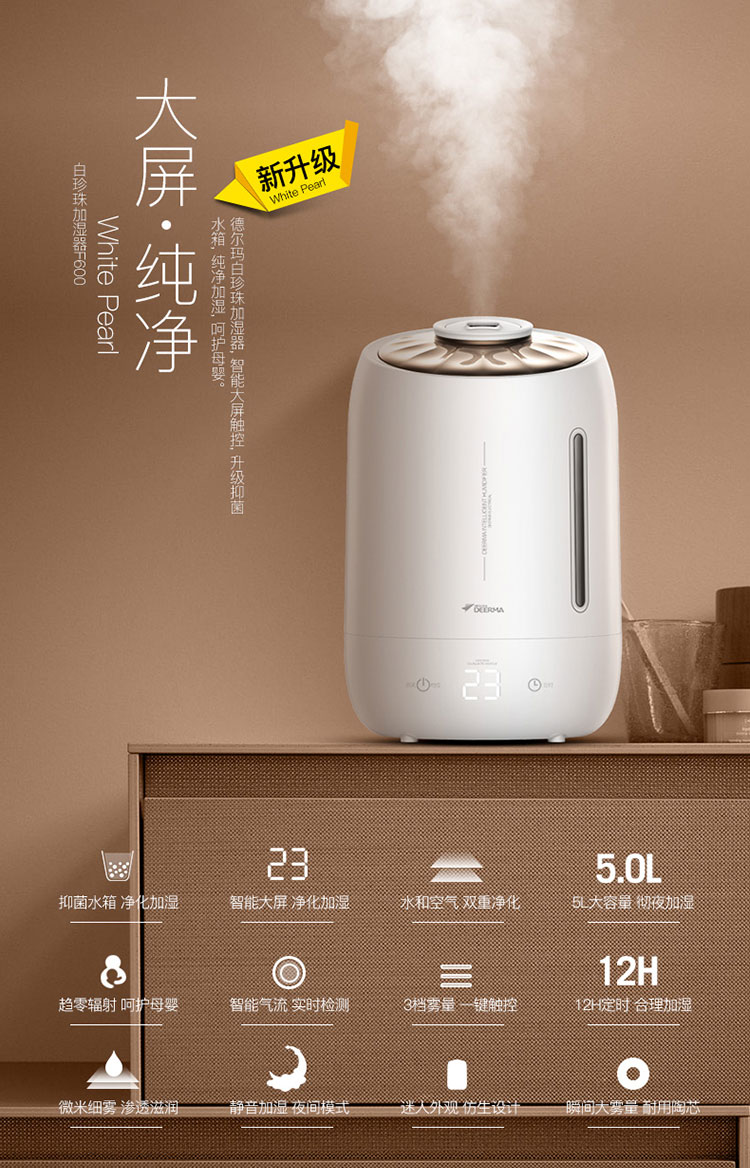 大屏·纯净
White Pearl
白珍珠加湿器F600
新升级
White Pearl
德尔玛白珍珠加湿器, 智能大屏触控, 升级抑菌
水箱, 纯净加湿, 呵护母婴。
DEERMA INTELLIGENT HUMIDIFIER
DEERMA
23
23
5.0L
抑菌水箱 净化加湿
智能大屏 净化加湿
水和空气 双重净化
5L大容量 彻夜加湿
12H
趋零辐射 呵护母婴
智能气流 实时检测
3档雾量 一键触控
12H定时 合理加湿
微米细雾 渗透滋润
静音加湿 夜间模式
迷人外观 仿生设计
瞬间大雾量 耐用陶芯